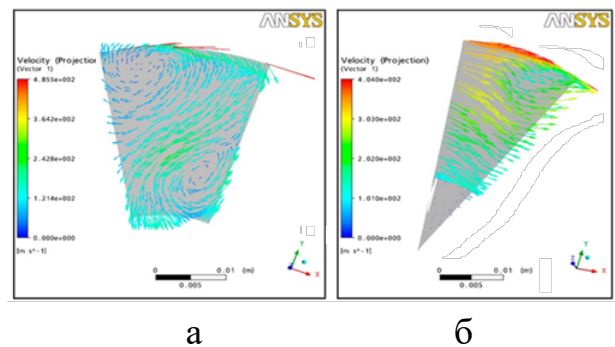 ANSYS
Velocity (Projection
(Vector 1)
4.855e+002
3.642e+002
2.428e+002
1.214e+002
0.000e+000
[m s^-1]
Y
X
0
0.01 (m)
0.005
ANSYS
Velocity (Projection)
(Vector 1)
4.040e+002
3.030e+002
2.020e+002
1.010e+002
0.000e+000
[m s^-1]
Y
X
0
0.01 (m)
0.005
а
б